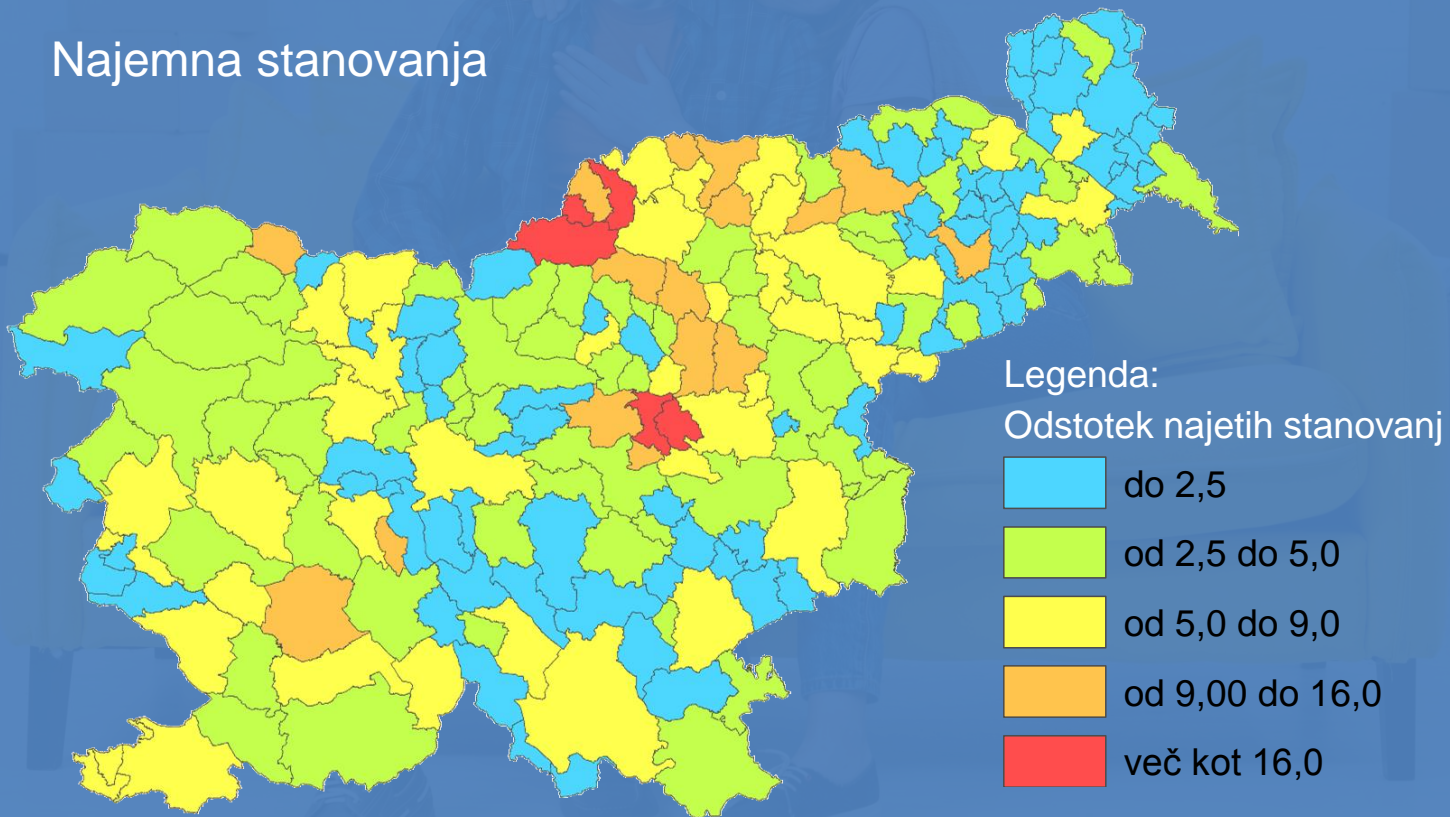 Najemna stanovanja
Legenda:
Odstotek najetih stanovanj
do 2,5
od 2,5 do 5,0
od 5,0 do 9,0
od 9,00 do 16,0
več kot 16,0